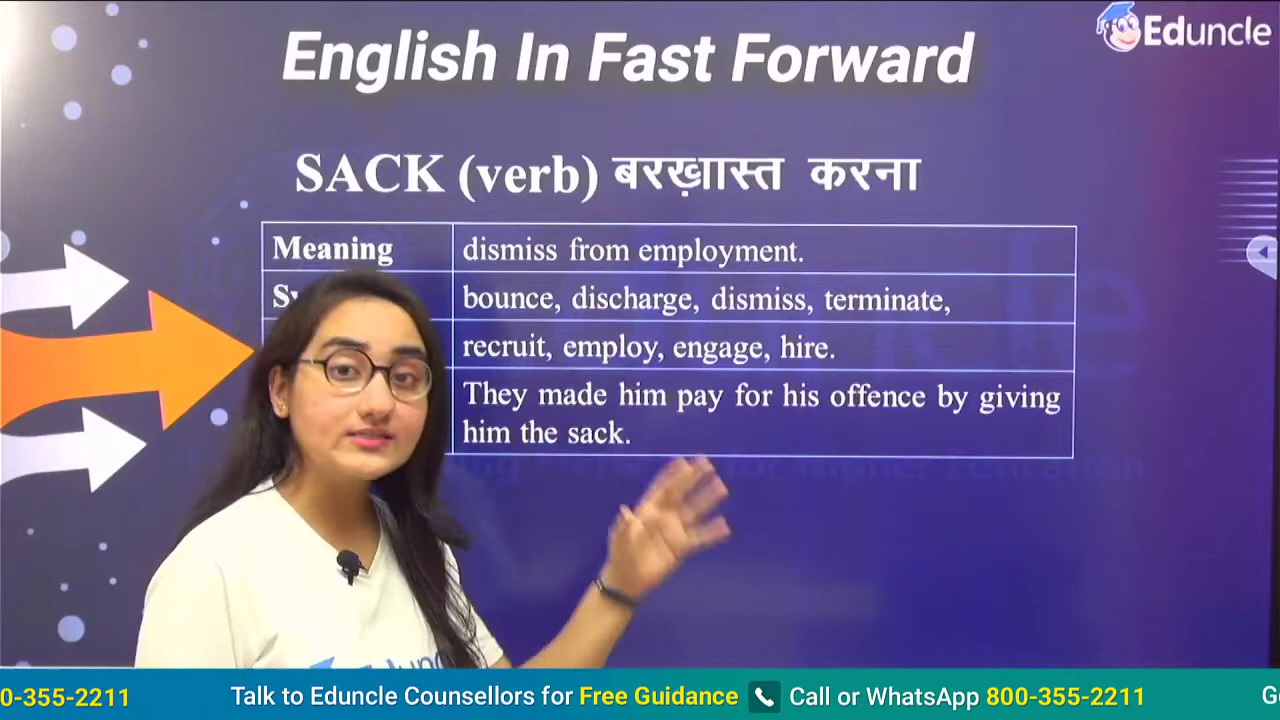 Eduncle
English In Fast Forward
SACK (verb) बरख़ास्त करना
Meaning
dismiss from employment.
bounce, discharge, dismiss, terminate,
recruit, employ, engage, hire.
They made him pay for his offence by giving
him the sack.
0-355-2211 Talk to Eduncle Counsellors for Free Guidance Call or WhatsApp 800-355-2211